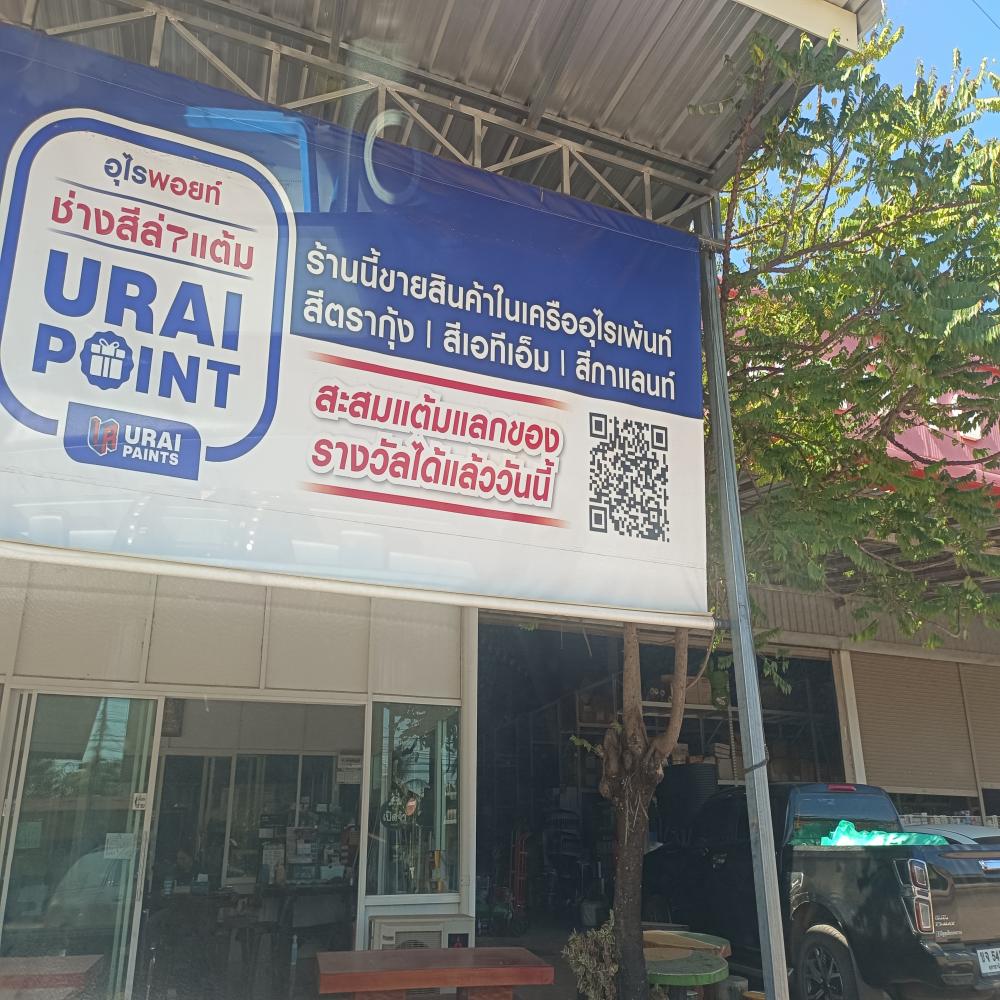 อุไรพอยท์
ช่างสีล่าแต้ม
URAI
POINT
URAI
PAINTS
ร้านนี้ขายสินค้าในเครืออุไรเพ้นท์
สีตรากุ้ง | สีเอทีเอ็ม | สีกาแลนท์
สะสมแต้มแลกของ
รางวัลได้แล้ววันนี้